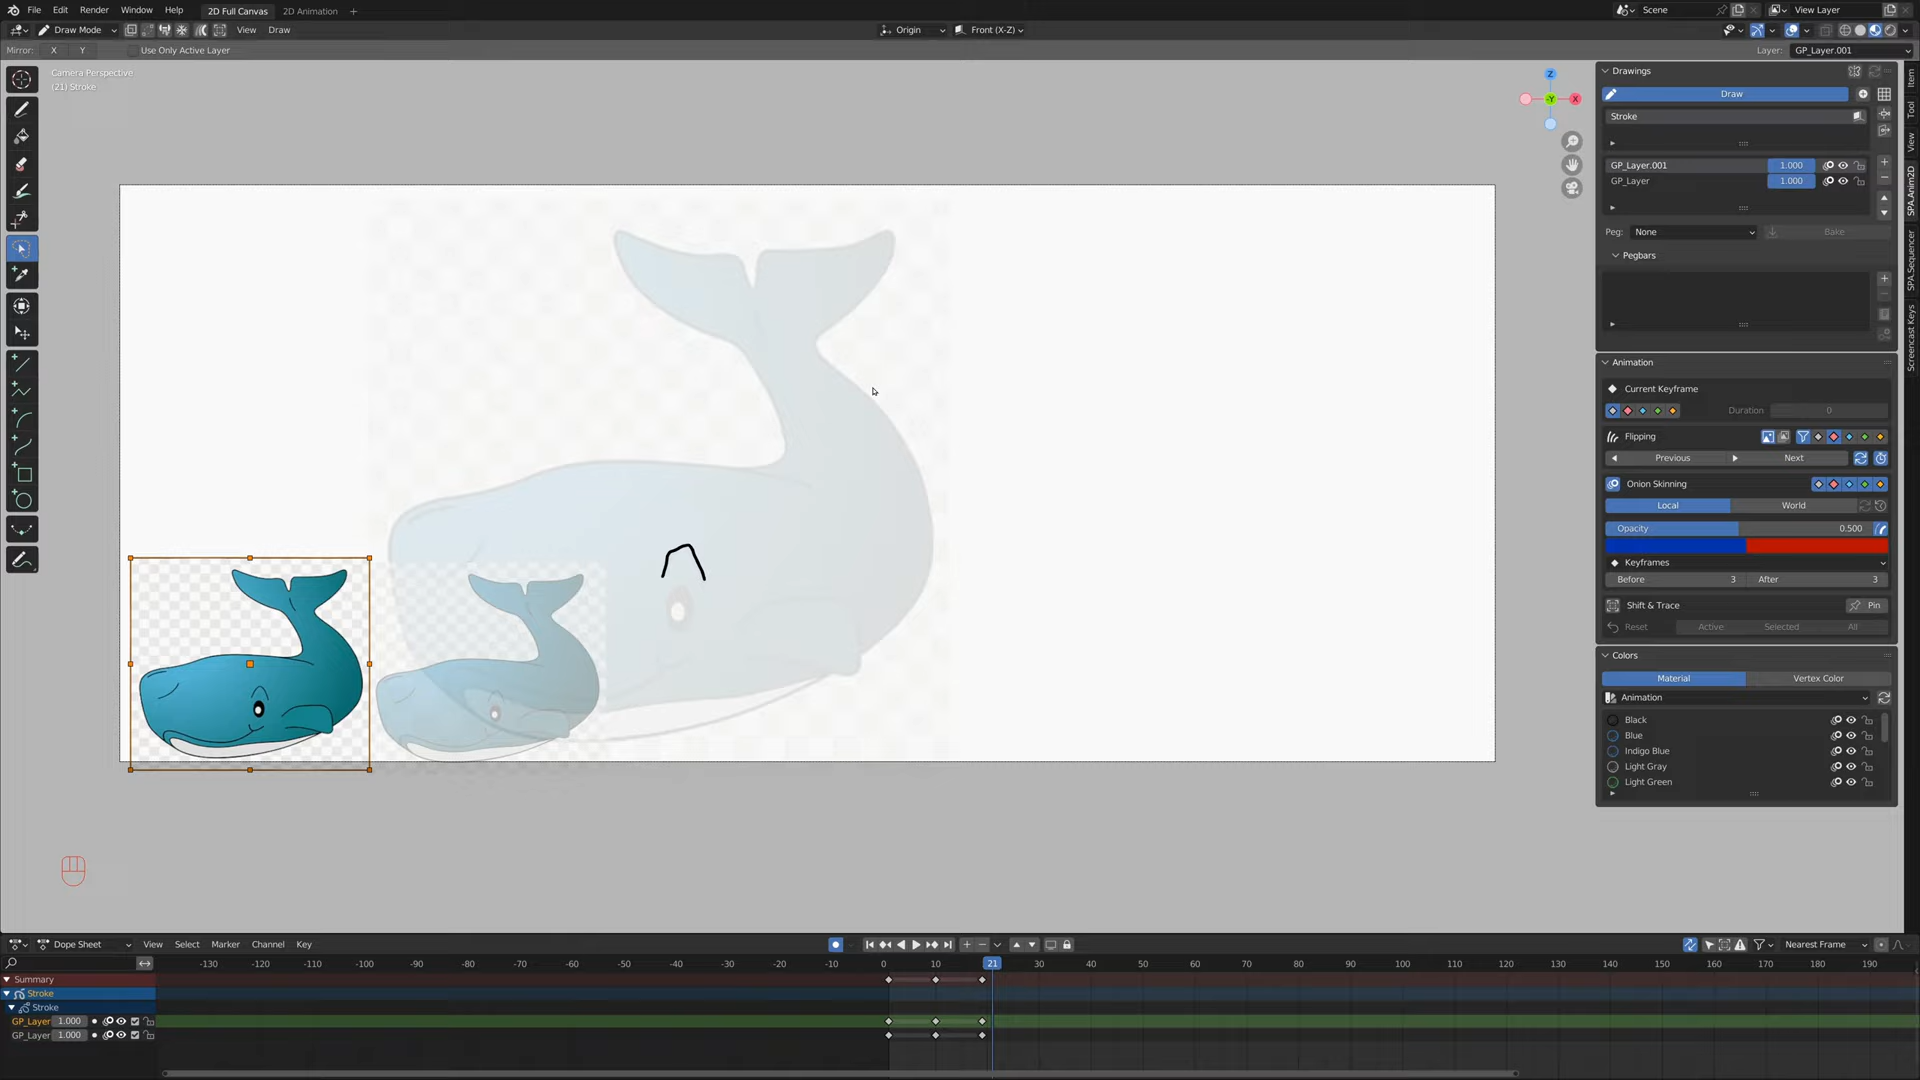 File Edit Render Window Help 2D Full Canvas 2D Animation + Scene View Layer
Draw Mode View Draw Origin Front (X-Z)
Mirror: X Y Use Only Active Layer Layer: GP_Layer.001
Camera Perspective
(21) Stroke
Z
-Y
X
Drawings
Draw
Stroke
GP_Layer.001 1.000
GP_Layer 1.000
Peg: None Bake
Pegbars
Animation
Current Keyframe
Duration 0
Flipping
Previous Next
Onion Skinning
Local World
Opacity 0.500
Keyframes
Before 3 After 3
Shift & Trace Pin
Reset Active Selected All
Colors
Material Vertex Color
Animation
Black
Blue
Indigo Blue
Light Gray
Light Green
Item
Tool
View
SPA.Anim2D
SPA.Sequencer
Screencast Keys
Dope Sheet View Select Marker Channel Key Nearest Frame
-130 -120 -110 -100 -90 -80 -70 -60 -50 -40 -30 -20 -10 0 10 21 30 40 50 60 70 80 90 100 110 120 130 140 150 160 170 180 190
Summary
Stroke
Stroke
GP_Layer 1.000
GP_Layer 1.000